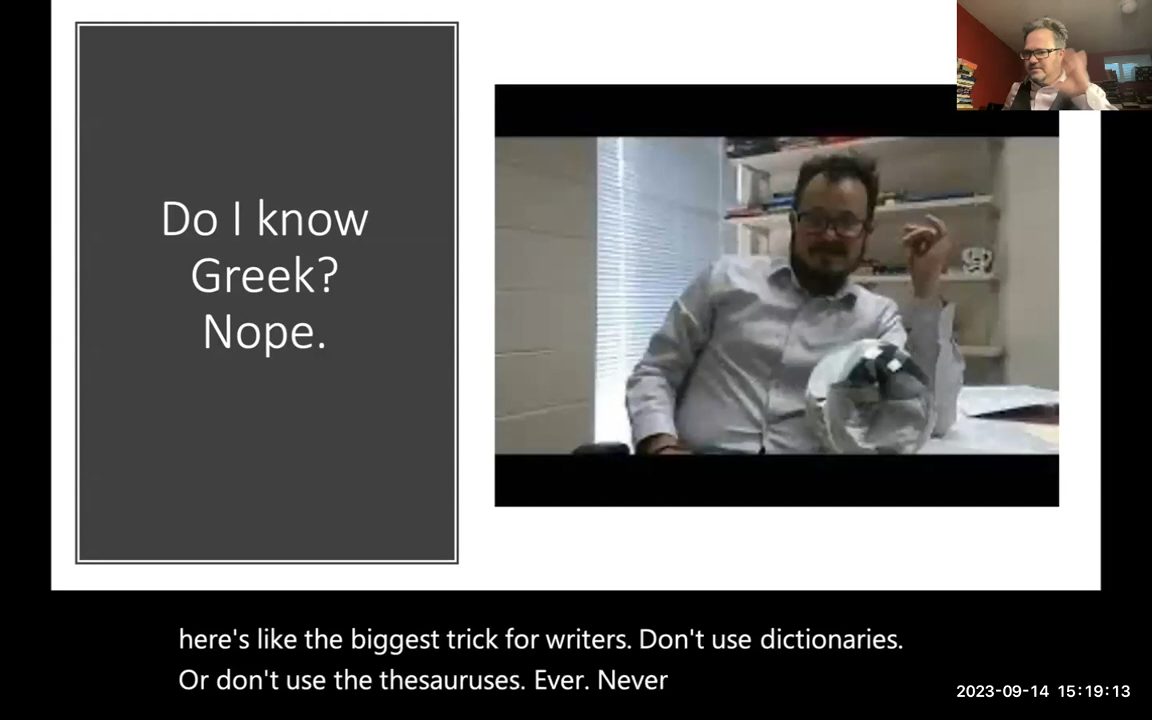 Do I know
Greek?
Nope.
here's like the biggest trick for writers. Don't use dictionaries.
Or don't use the thesauruses. Ever. Never
2023-09-14 15:19:13